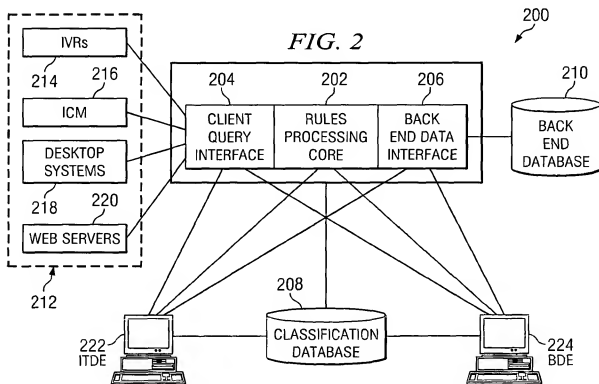 FIG. 2
200
IVRs
214
216
ICM
DESKTOP
SYSTEMS
218
220
WEB SERVERS
212
204
202
206
CLIENT
QUERY
INTERFACE
RULES
PROCESSING
CORE
BACK
END DATA
INTERFACE
210
BACK
END
DATABASE
208
CLASSIFICATION
DATABASE
222
ITDE
224
BDE